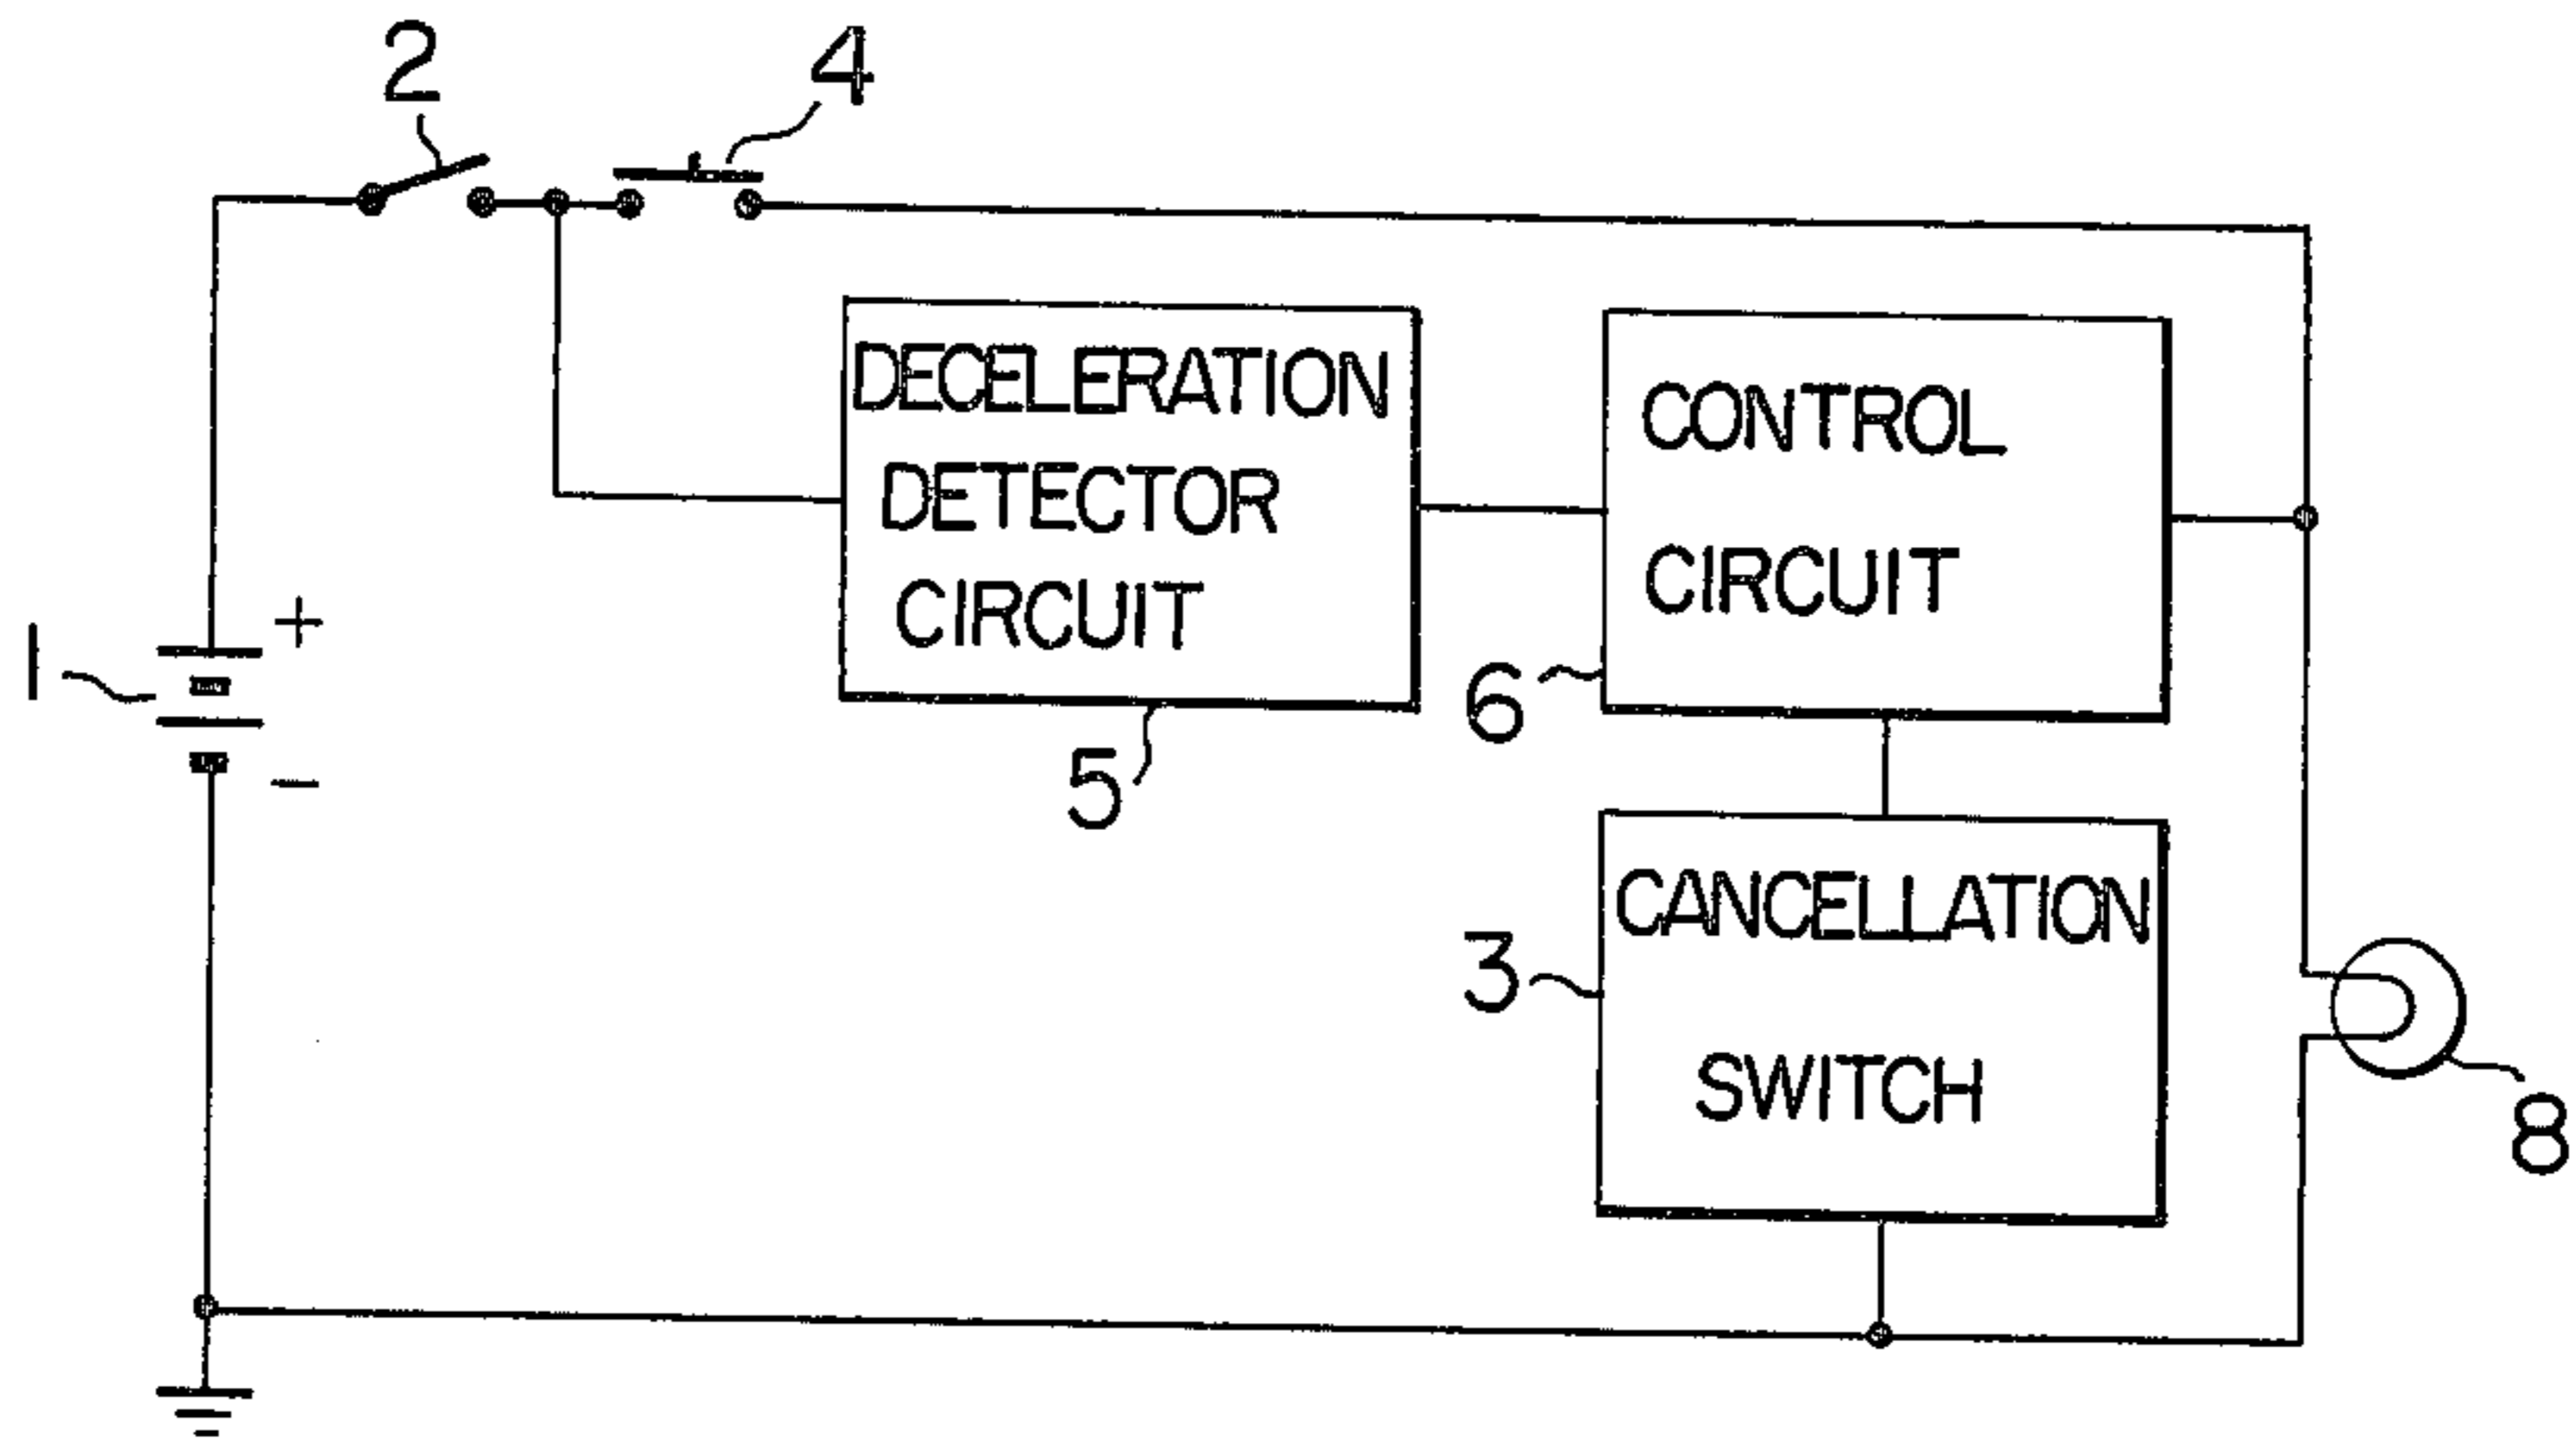 2
4
DECELERATION
DETECTOR
CIRCUIT
CONTROL
CIRCUIT
+
1
6
5
−
CANCELLATION
SWITCH
3
8